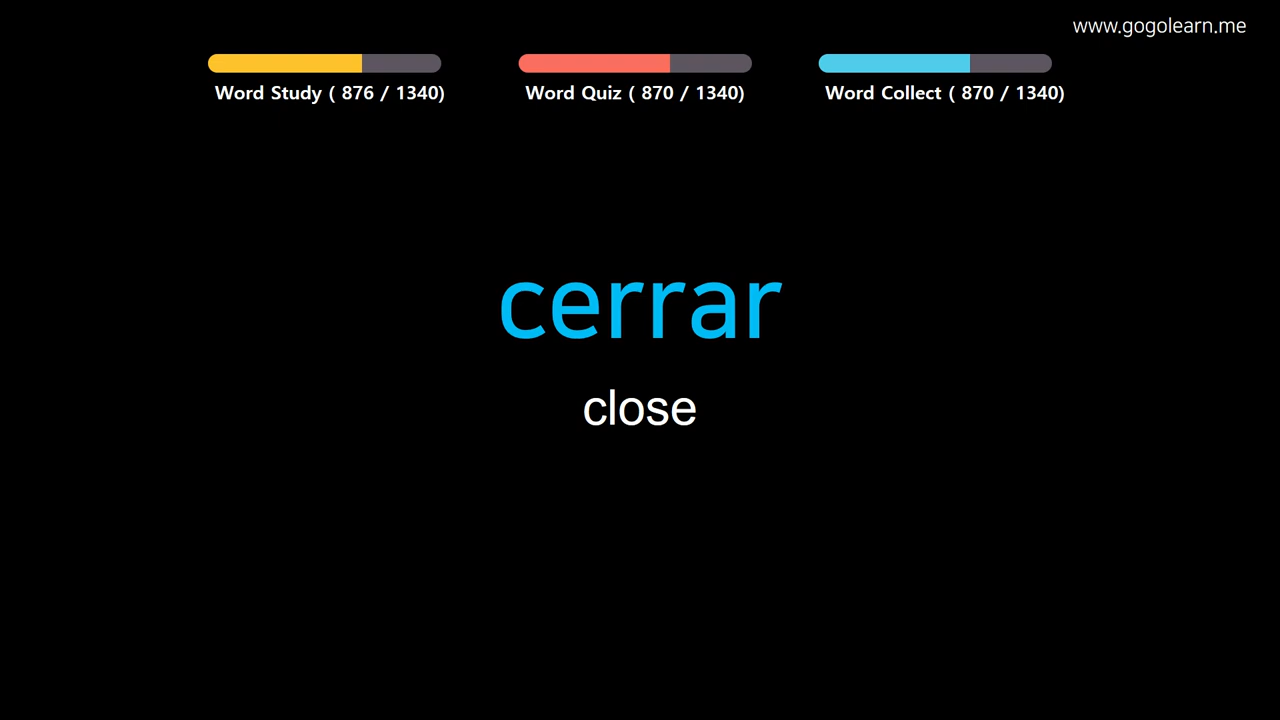 www.gogolearn.me
Word Study ( 876 / 1340)
Word Quiz ( 870 / 1340)
Word Collect ( 870 / 1340)
cerrar
close